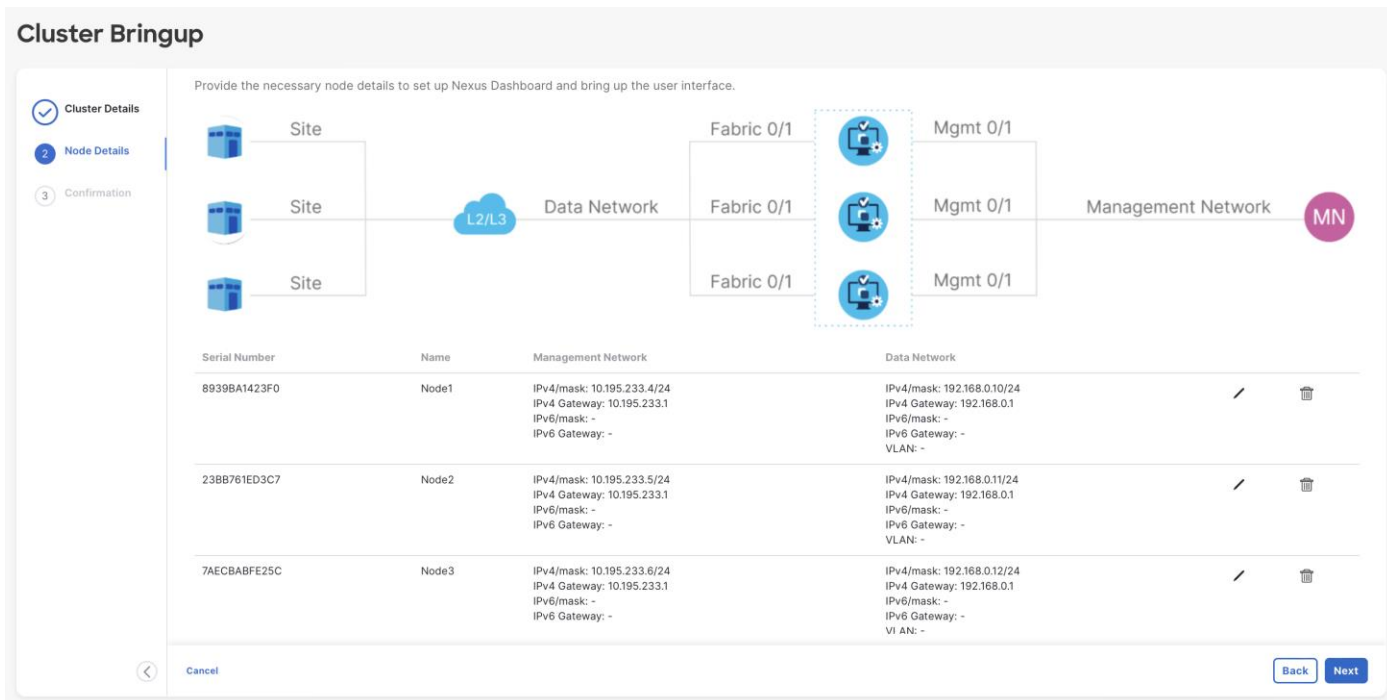 Cluster Bringup
Provide the necessary node details to set up Nexus Dashboard and bring up the user interface.
Cluster Details
2 Node Details
3 Confirmation
Site Fabric 0/1 Mgmt 0/1
Site L2/L3 Data Network Fabric 0/1 Mgmt 0/1 Management Network MN
Site Fabric 0/1 Mgmt 0/1
Serial Number Name Management Network Data Network
8939BA1423F0 Node1 IPv4/mask: 10.195.233.4/24 IPv4/mask: 192.168.0.10/24
IPv4 Gateway: 10.195.233.1 IPv4 Gateway: 192.168.0.1
IPv6/mask: - IPv6/mask: -
IPv6 Gateway: - IPv6 Gateway: -
VLAN: -
23BB761ED3C7 Node2 IPv4/mask: 10.195.233.5/24 IPv4/mask: 192.168.0.11/24
IPv4 Gateway: 10.195.233.1 IPv4 Gateway: 192.168.0.1
IPv6/mask: - IPv6/mask: -
IPv6 Gateway: - IPv6 Gateway: -
VLAN: -
7AECBABFE25C Node3 IPv4/mask: 10.195.233.6/24 IPv4/mask: 192.168.0.12/24
IPv4 Gateway: 10.195.233.1 IPv4 Gateway: 192.168.0.1
IPv6/mask: - IPv6/mask: -
IPv6 Gateway: - IPv6 Gateway: -
VLAN: -
Cancel Back Next